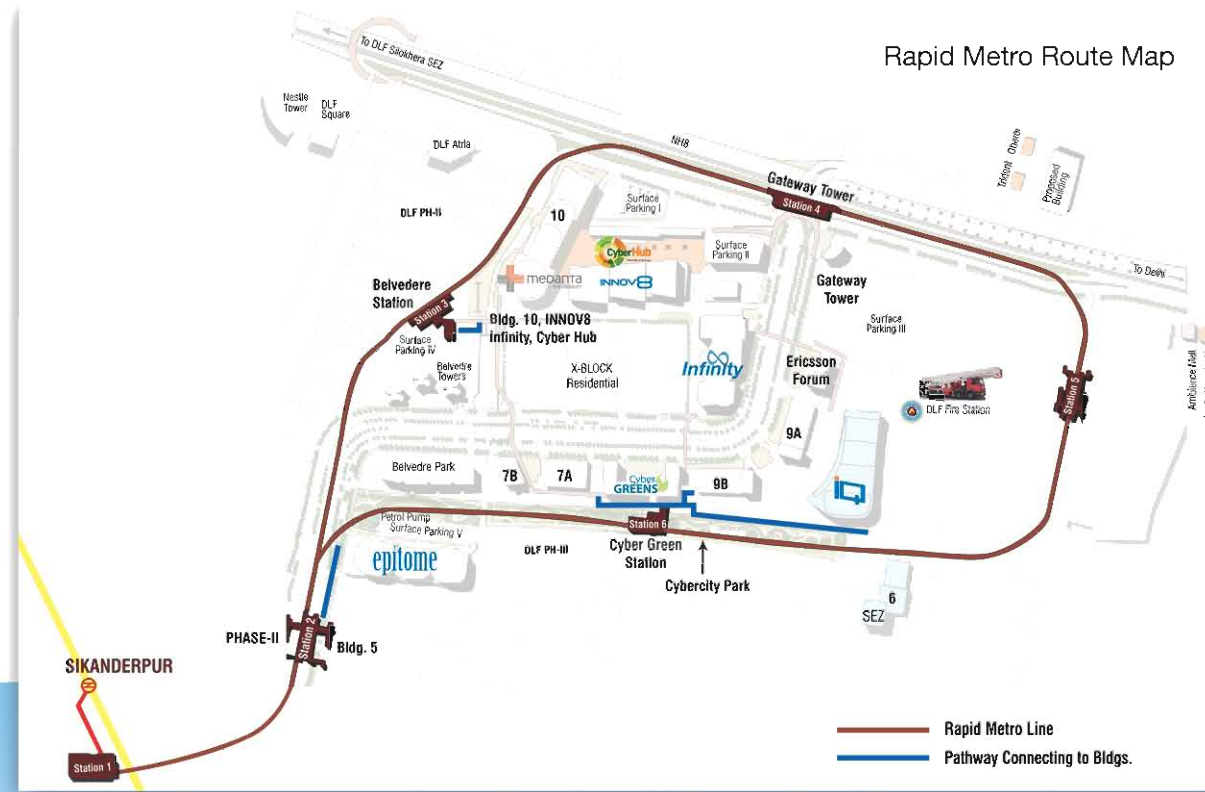 Rapid Metro Route Map
To DLF Silokhera SEZ
NH8
To Delhi
Nestle
Tower
DLF
Square
DLF Atria
DLF PH-II
10
Surface
Parking I
Gateway Tower
Station 4
Trident
Oberoi
Proposed
Building
CyberHub
Surface
Parking II
medanta
INNOV8
Gateway
Tower
Surface
Parking III
Belvedere
Station
Station 3
Surface
Parking IV
Bldg. 10, INNOV8
infinity, Cyber Hub
Belvedre
Towers
X-BLOCK
Residential
Infinity
Ericsson
Forum
DLF Fire Station
Station 5
Ambience Mall
9A
iQ
Belvedre Park
7B
7A
Cyber
GREENS
9B
Petrol Pump
Surface Parking V
epitome
DLF PH-III
Station 6
Cyber Green
Station
Cybercity Park
6
SEZ
PHASE-II
Station 2
Bldg. 5
SIKANDERPUR
Station 1
Rapid Metro Line
Pathway Connecting to Bldgs.